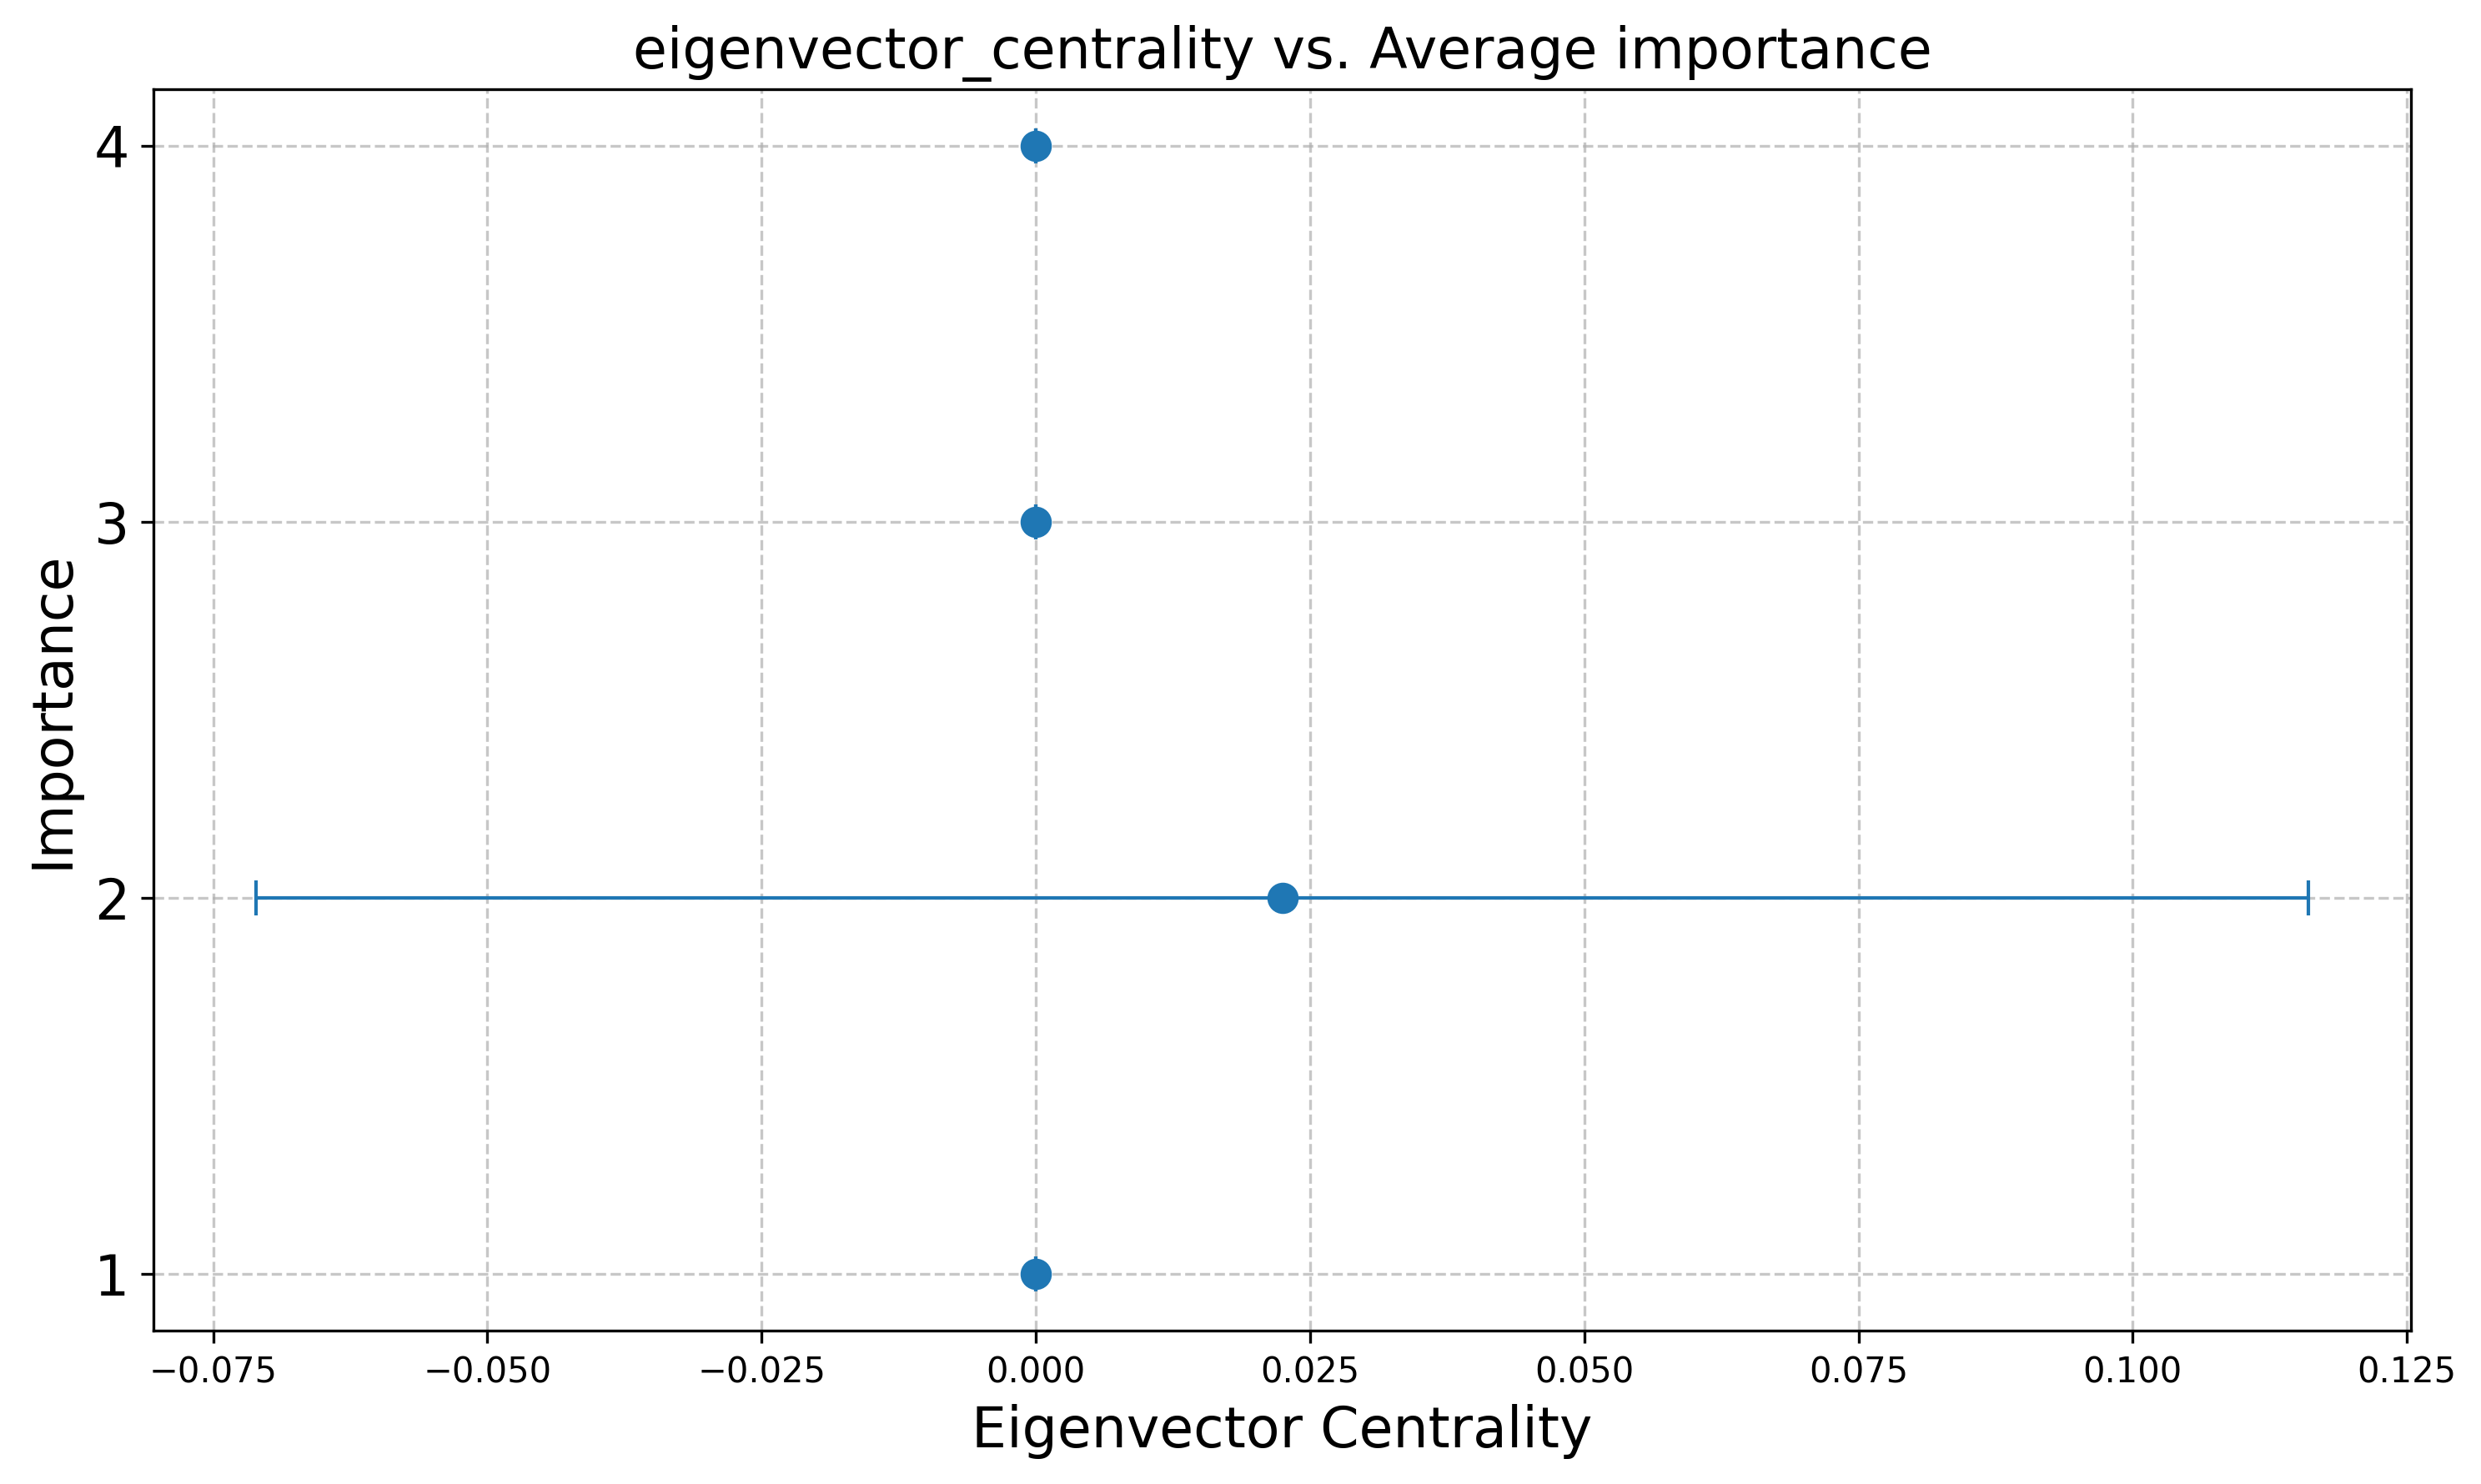 eigenvector_centrality vs. Average importance
4
3
2
1
Importance
−0.075 −0.050 −0.025 0.000 0.025 0.050 0.075 0.100 0.125
Eigenvector Centrality